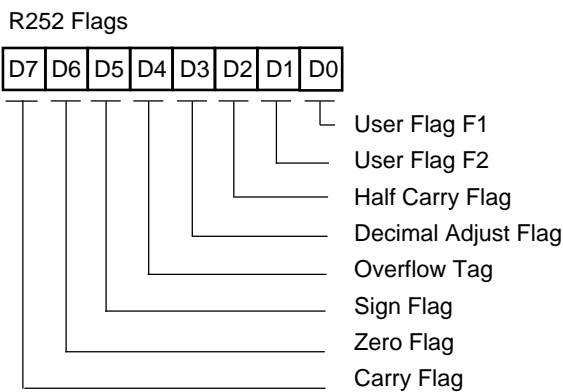 R252 Flags
D7 D6 D5 D4 D3 D2 D1 D0
User Flag F1
User Flag F2
Half Carry Flag
Decimal Adjust Flag
Overflow Tag
Sign Flag
Zero Flag
Carry Flag